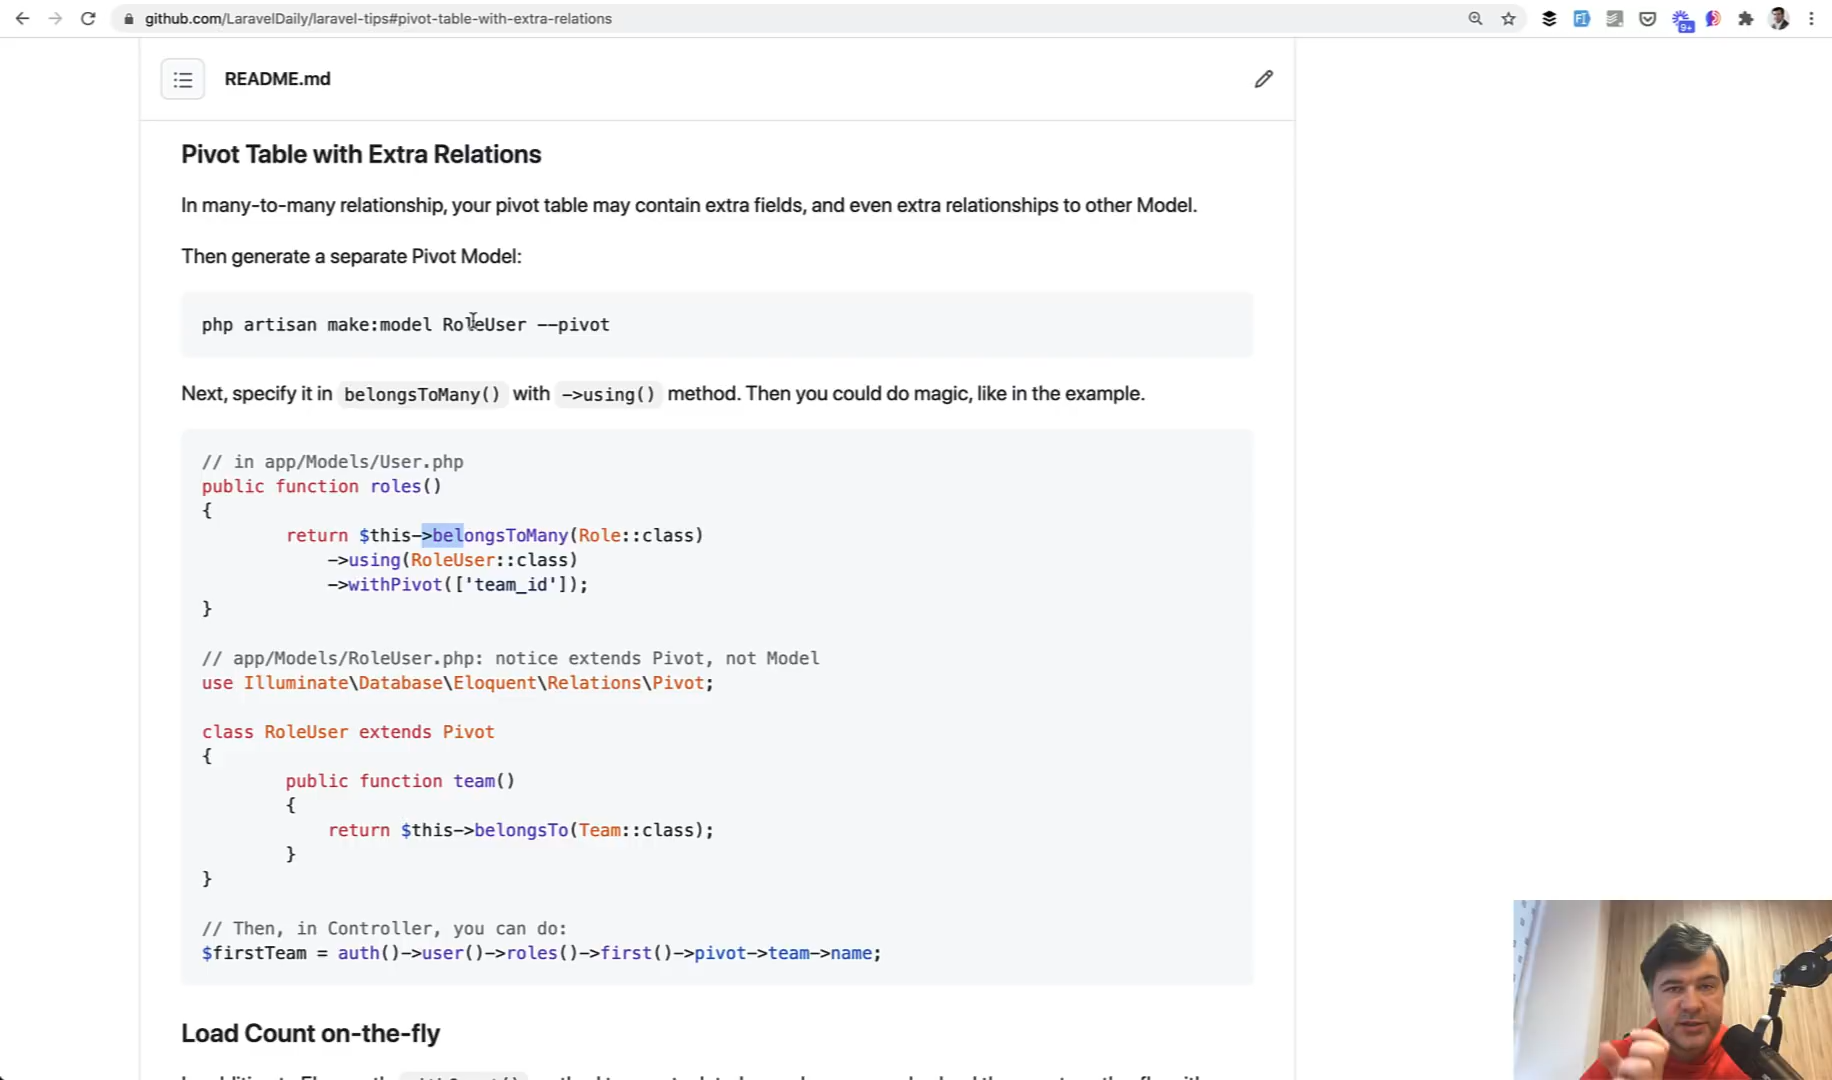 github.com/LaravelDaily/laravel-tips#pivot-table-with-extra-relations
9+
README.md
Pivot Table with Extra Relations
In many-to-many relationship, your pivot table may contain extra fields, and even extra relationships to other Model.
Then generate a separate Pivot Model:
php artisan make:model RoleUser --pivot
Next, specify it in belongsToMany() with ->using() method. Then you could do magic, like in the example.
// in app/Models/User.php
public function roles()
{
return $this->belongsToMany(Role::class)
->using(RoleUser::class)
->withPivot(['team_id']);
}
// app/Models/RoleUser.php: notice extends Pivot, not Model
use Illuminate\Database\Eloquent\Relations\Pivot;
class RoleUser extends Pivot
{
public function team()
{
return $this->belongsTo(Team::class);
}
}
// Then, in Controller, you can do:
$firstTeam = auth()->user()->roles()->first()->pivot->team->name;
Load Count on-the-fly